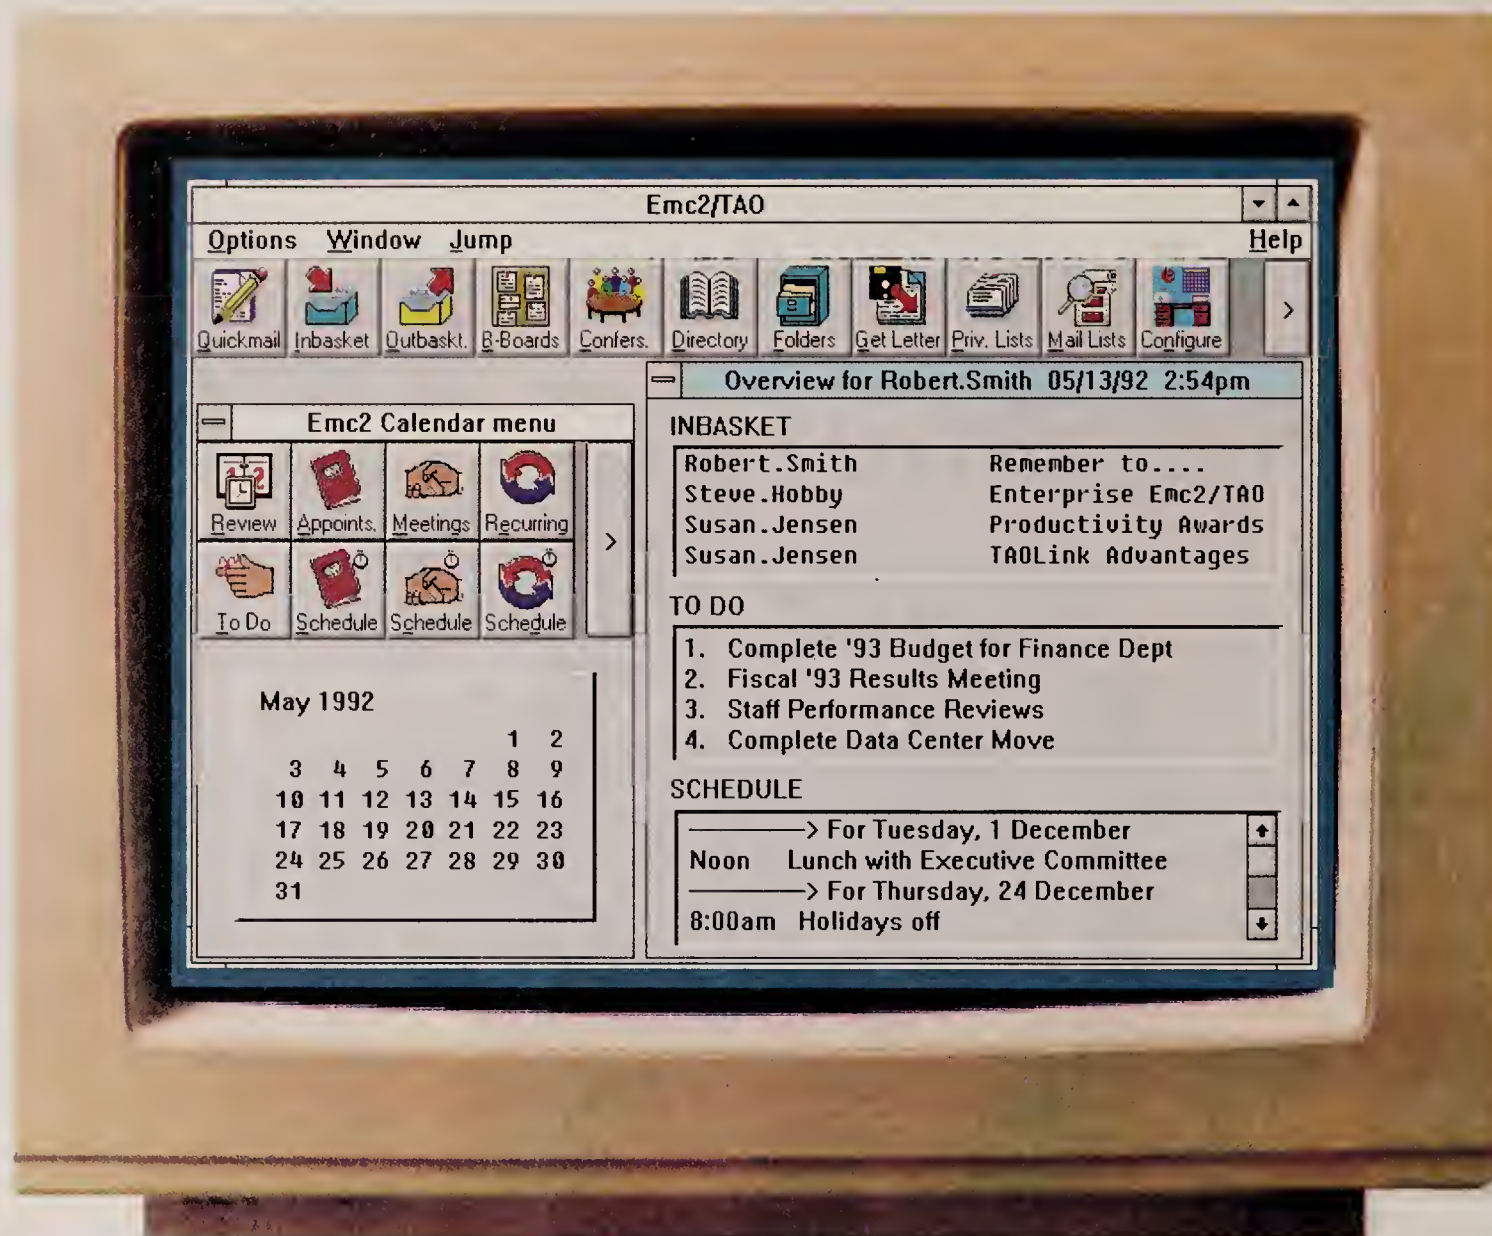 Emc2/TAO
Options Window Jump Help
Quickmail Inbasket Outbaskt. B-Boards Confers. Directory Folders Get Letter Priv. Lists Mail Lists Configure >
Emc2 Calendar menu
Review Appoints. Meetings Recurring
>
To Do Schedule Schedule Schedule
May 1992
1 2
3 4 5 6 7 8 9
10 11 12 13 14 15 16
17 18 19 20 21 22 23
24 25 26 27 28 29 30
31
Overview for Robert.Smith 05/13/92 2:54pm
INBASKET
Robert.Smith Remember to....
Steve.Hobby Enterprise Emc2/TAO
Susan.Jensen Productivity Awards
Susan.Jensen TAOLink Advantages
TO DO
1. Complete '93 Budget for Finance Dept
2. Fiscal '93 Results Meeting
3. Staff Performance Reviews
4. Complete Data Center Move
SCHEDULE
————> For Tuesday, 1 December
Noon Lunch with Executive Committee
————> For Thursday, 24 December
8:00am Holidays off